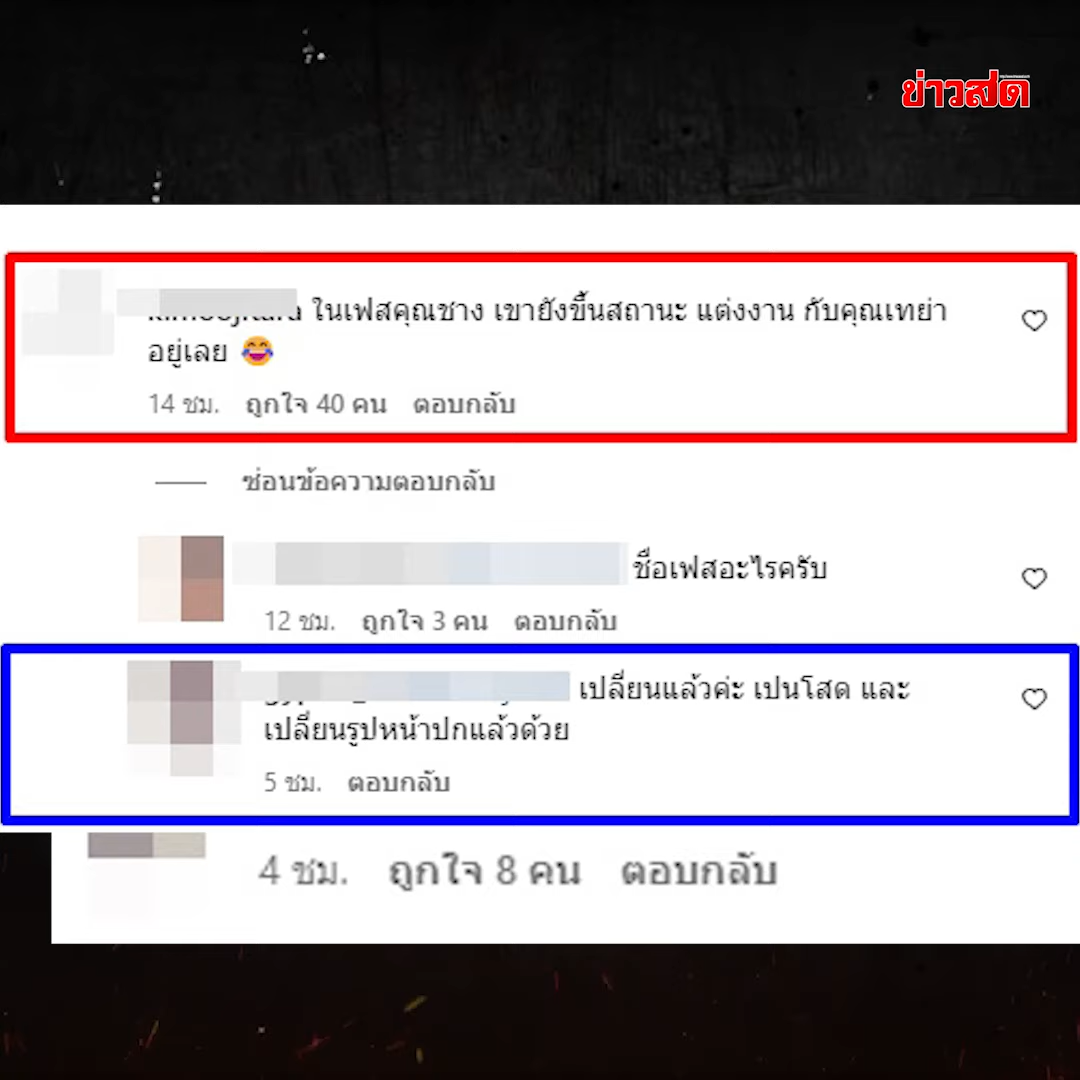 ข่าวสด
ในเฟสคุณชาง เขายังขึ้นสถานะ แต่งงาน กับคุณเทย่า
อยู่เลย 😂
14 ชม. ถูกใจ 40 คน ตอบกลับ
ซ่อนข้อความตอบกลับ
ชื่อเฟสอะไรครับ
12 ชม. ถูกใจ 3 คน ตอบกลับ
เปลี่ยนแล้วค่ะ เปนโสด และ
เปลี่ยนรูปหน้าปกแล้วด้วย
5 ชม. ตอบกลับ
4 ชม. ถูกใจ 8 คน ตอบกลับ